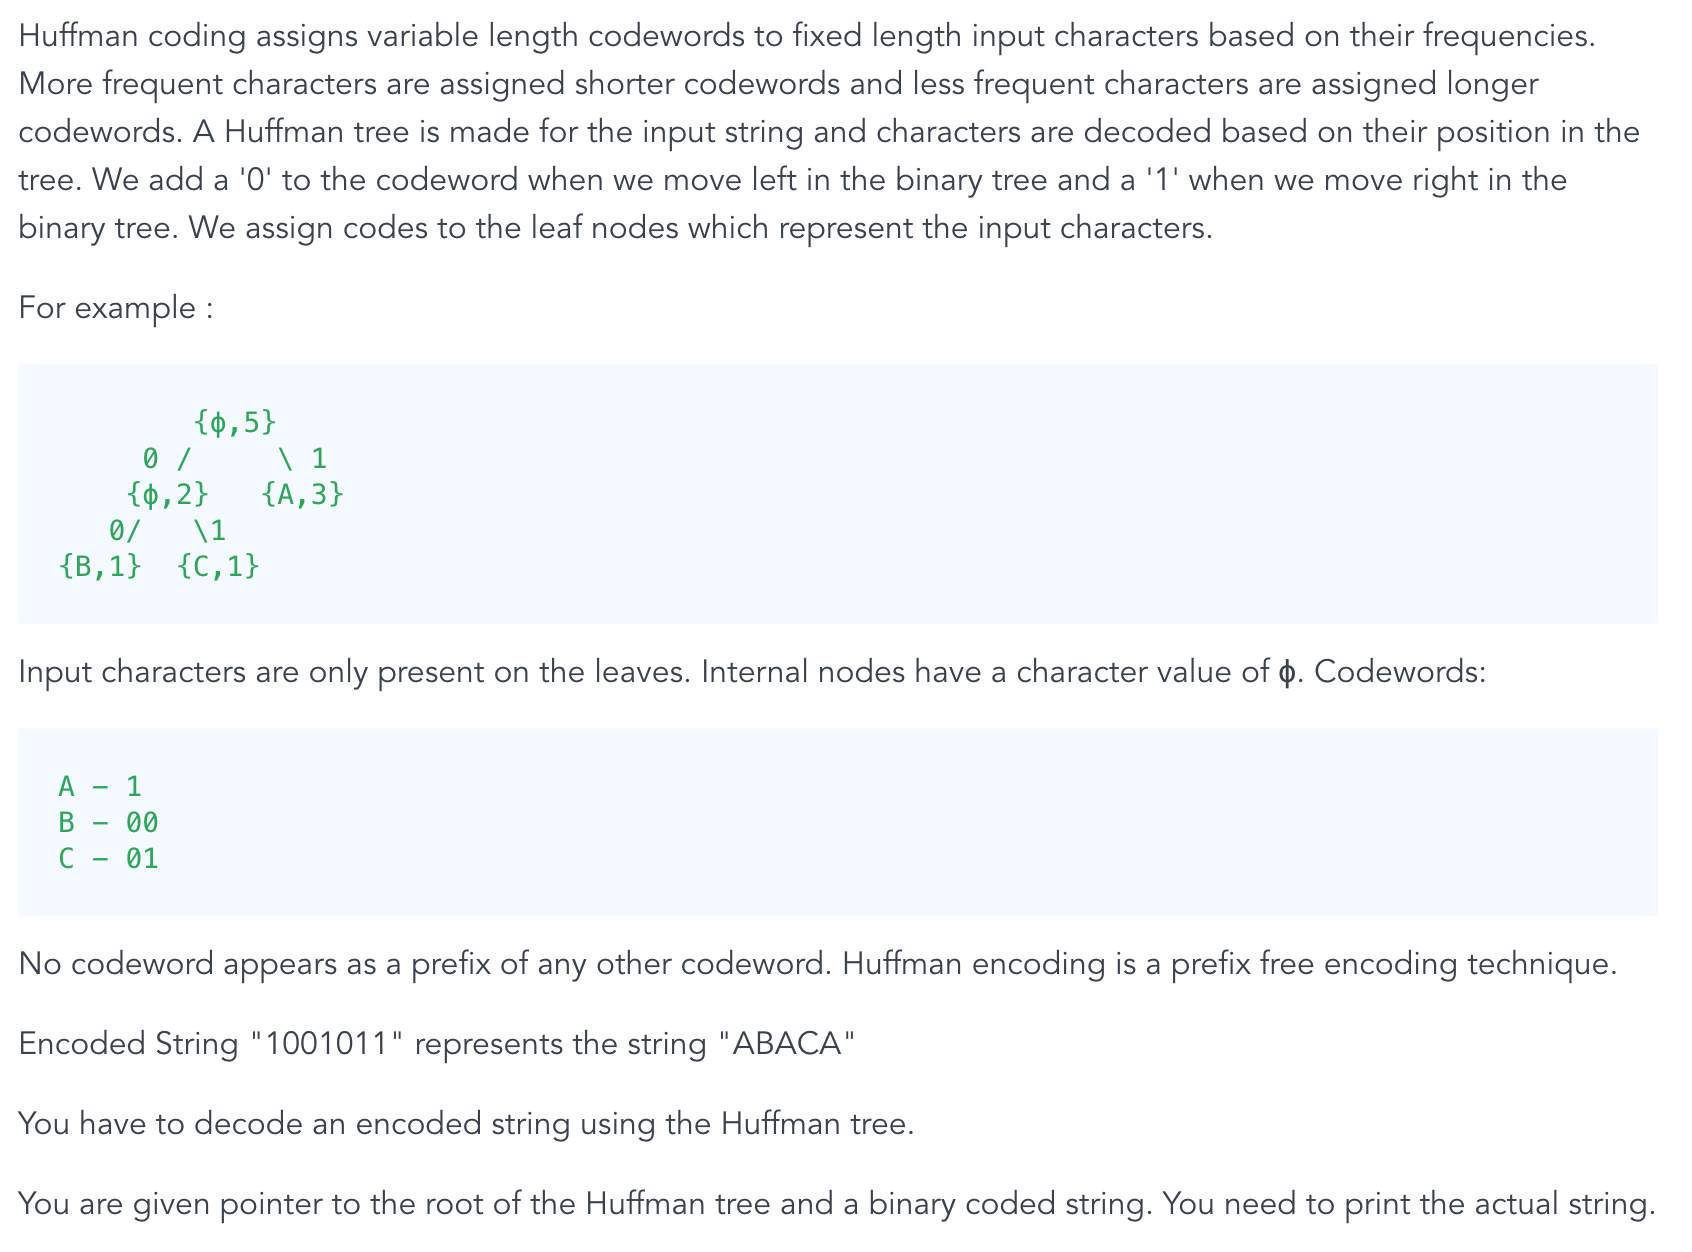 Huffman coding assigns variable length codewords to fixed length input characters based on their frequencies.
More frequent characters are assigned shorter codewords and less frequent characters are assigned longer
codewords. A Huffman tree is made for the input string and characters are decoded based on their position in the
tree. We add a '0' to the codeword when we move left in the binary tree and a '1' when we move right in the
binary tree. We assign codes to the leaf nodes which represent the input characters.
For example :
{ϕ,5}
0 /     \ 1
{ϕ,2}   {A,3}
0/   \1
{B,1}  {C,1}
Input characters are only present on the leaves. Internal nodes have a character value of ϕ. Codewords:
A - 1
B - 00
C - 01
No codeword appears as a prefix of any other codeword. Huffman encoding is a prefix free encoding technique.
Encoded String "1001011" represents the string "ABACA"
You have to decode an encoded string using the Huffman tree.
You are given pointer to the root of the Huffman tree and a binary coded string. You need to print the actual string.